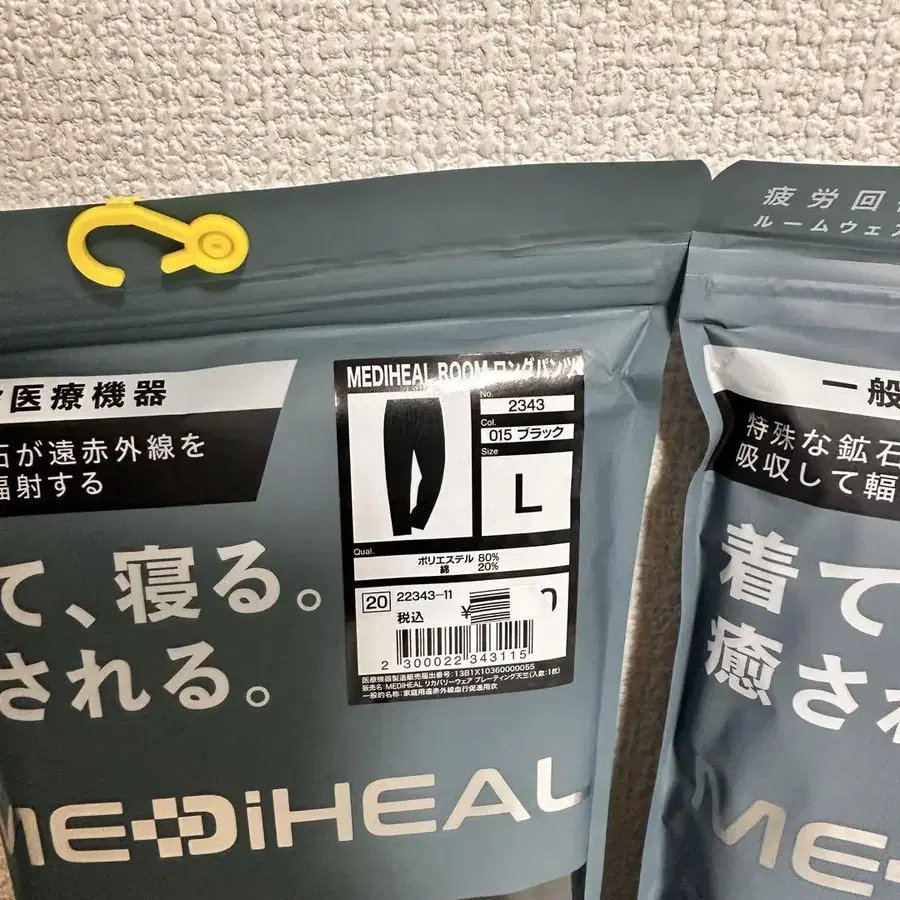 疲労回
ルームウェ
医療機器
石が遠赤外線を
輻射する
て、寝る。
される。
MEDiHEAL
MEDIHEAL ROOM ロングパンツ
No.
2343
Col.
015 ブラック
Size
L
Qual.
ポリエステル 80%
綿 20%
20 22343-11
税込 ¥
2 300022 343115
医療機器製造販売届出番号:13B1X10360000055
販売名:MEDIHEAL リカバリーウェア プレーティング天竺(入数:1枚)
一般的名称:家庭用遠赤外線血行促進用衣
一般
特殊な鉱石
吸収して輻
着て
癒され
ME